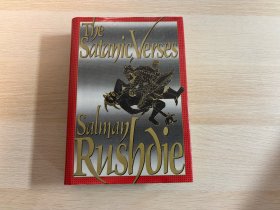 The
Satanic Verses
Salman
Rushdie